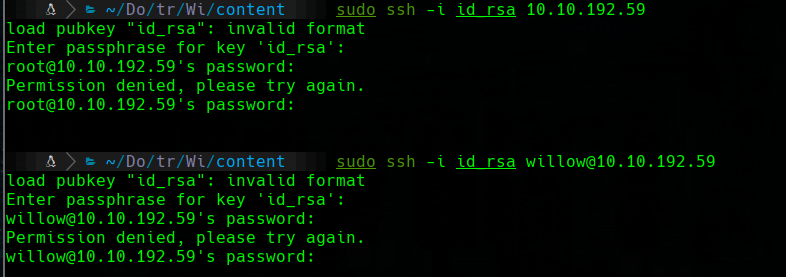 ~/Do/tr/Wi/content sudo ssh -i id_rsa 10.10.192.59
load pubkey "id_rsa": invalid format
Enter passphrase for key 'id_rsa':
root@10.10.192.59's password:
Permission denied, please try again.
root@10.10.192.59's password:
~/Do/tr/Wi/content sudo ssh -i id_rsa willow@10.10.192.59
load pubkey "id_rsa": invalid format
Enter passphrase for key 'id_rsa':
willow@10.10.192.59's password:
Permission denied, please try again.
willow@10.10.192.59's password: